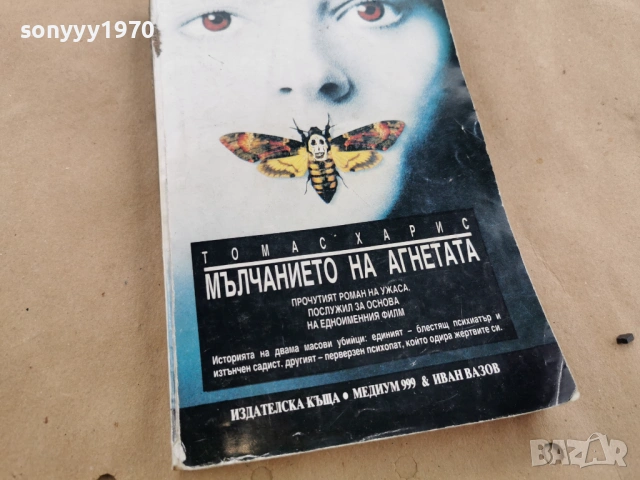 sonyyy1970
ТОМАС ХАРИС
МЪЛЧАНИЕТО НА АГНЕТАТА
ПРОЧУТИЯТ РОМАН НА УЖАСА,
ПОСЛУЖИЛ ЗА ОСНОВА
НА ЕДНОИМЕННИЯ ФИЛМ
Историята на двама масови убийци: единият – блестящ психиатър и
изтънчен садист, другият – перверзен психопат, който одира жертвите си.
ИЗДАТЕЛСКА КЪЩА • МЕДИУМ 999 & ИВАН ВАЗОВ
BAZAR
bg